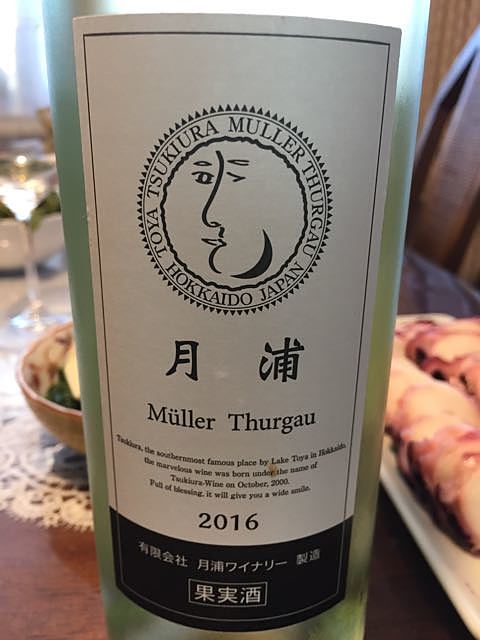 TOYA TSUKIURA MULLER THURGAU
HOKKAIDO JAPAN
月浦
Müller Thurgau
Tsukiura, the southernmost famous place by Lake Toya in Hokkaido,
the marvelous wine was born under the name of
Tsukiura-Wine on October, 2000.
Full of blessing, it will give you a wide smile.
2016
有限会社 月浦ワイナリー 製造
果実酒